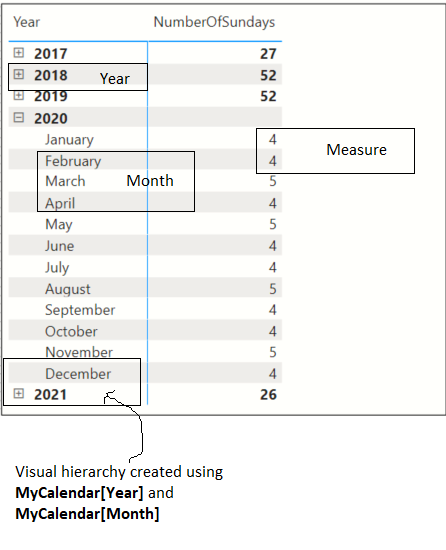 Year NumberOfSundays
2017 27
2018 Year 52
2019 52
2020
January 4
February 4 Measure
March Month 5
April 4
May 5
June 4
July 4
August 5
September 4
October 4
November 5
December 4
2021 26
Visual hierarchy created using
MyCalendar[Year] and
MyCalendar[Month]